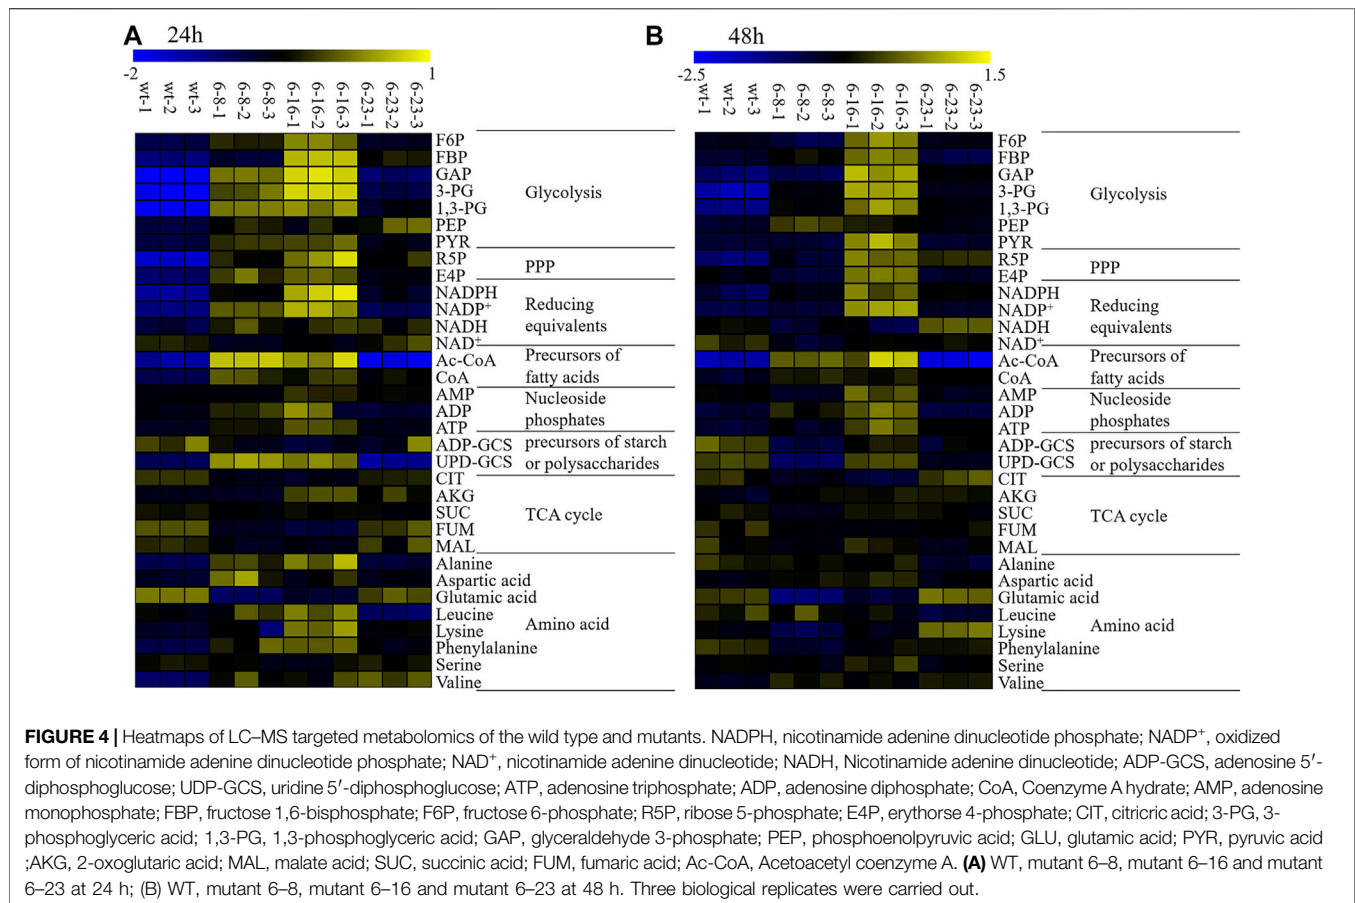 A
24h
-2
1
wt-1
wt-2
wt-3
6-8-1
6-8-2
6-8-3
6-16-1
6-16-2
6-16-3
6-23-1
6-23-2
6-23-3
F6P
FBP
GAP
3-PG
1,3-PG
PEP
PYR
R5P
E4P
NADPH
NADP+
NADH
NAD+
Ac-CoA
CoA
AMP
ADP
ATP
ADP-GCS
UPD-GCS
CIT
AKG
SUC
FUM
MAL
Alanine
Aspartic acid
Glutamic acid
Leucine
Lysine
Phenylalanine
Serine
Valine
Glycolysis
PPP
Reducing
equivalents
Precursors of
fatty acids
Nucleoside
phosphates
precursors of starch
or polysaccharides
TCA cycle
Amino acid
B
48h
-2.5
1.5
wt-1
wt-2
wt-3
6-8-1
6-8-2
6-8-3
6-16-1
6-16-2
6-16-3
6-23-1
6-23-2
6-23-3
F6P
FBP
GAP
3-PG
1,3-PG
PEP
PYR
R5P
E4P
NADPH
NADP+
NADH
NAD+
Ac-CoA
CoA
AMP
ADP
ATP
ADP-GCS
UPD-GCS
CIT
AKG
SUC
FUM
MAL
Alanine
Aspartic acid
Glutamic acid
Leucine
Lysine
Phenylalanine
Serine
Valine
Glycolysis
PPP
Reducing
equivalents
Precursors of
fatty acids
Nucleoside
phosphates
precursors of starch
or polysaccharides
TCA cycle
Amino acid
FIGURE 4 | Heatmaps of LC–MS targeted metabolomics of the wild type and mutants. NADPH, nicotinamide adenine dinucleotide phosphate; NADP+, oxidized
form of nicotinamide adenine dinucleotide phosphate; NAD+, nicotinamide adenine dinucleotide; NADH, Nicotinamide adenine dinucleotide; ADP-GCS, adenosine 5′-
diphosphoglucose; UDP-GCS, uridine 5′-diphosphoglucose; ATP, adenosine triphosphate; ADP, adenosine diphosphate; CoA, Coenzyme A hydrate; AMP, adenosine
monophosphate; FBP, fructose 1,6-bisphosphate; F6P, fructose 6-phosphate; R5P, ribose 5-phosphate; E4P, erythorse 4-phosphate; CIT, citricric acid; 3-PG, 3-
phosphoglyceric acid; 1,3-PG, 1,3-phosphoglyceric acid; GAP, glyceraldehyde 3-phosphate; PEP, phosphoenolpyruvic acid; GLU, glutamic acid; PYR, pyruvic acid
;AKG, 2-oxoglutaric acid; MAL, malate acid; SUC, succinic acid; FUM, fumaric acid; Ac-CoA, Acetoacetyl coenzyme A. (A) WT, mutant 6–8, mutant 6–16 and mutant
6–23 at 24 h; (B) WT, mutant 6–8, mutant 6–16 and mutant 6–23 at 48 h. Three biological replicates were carried out.